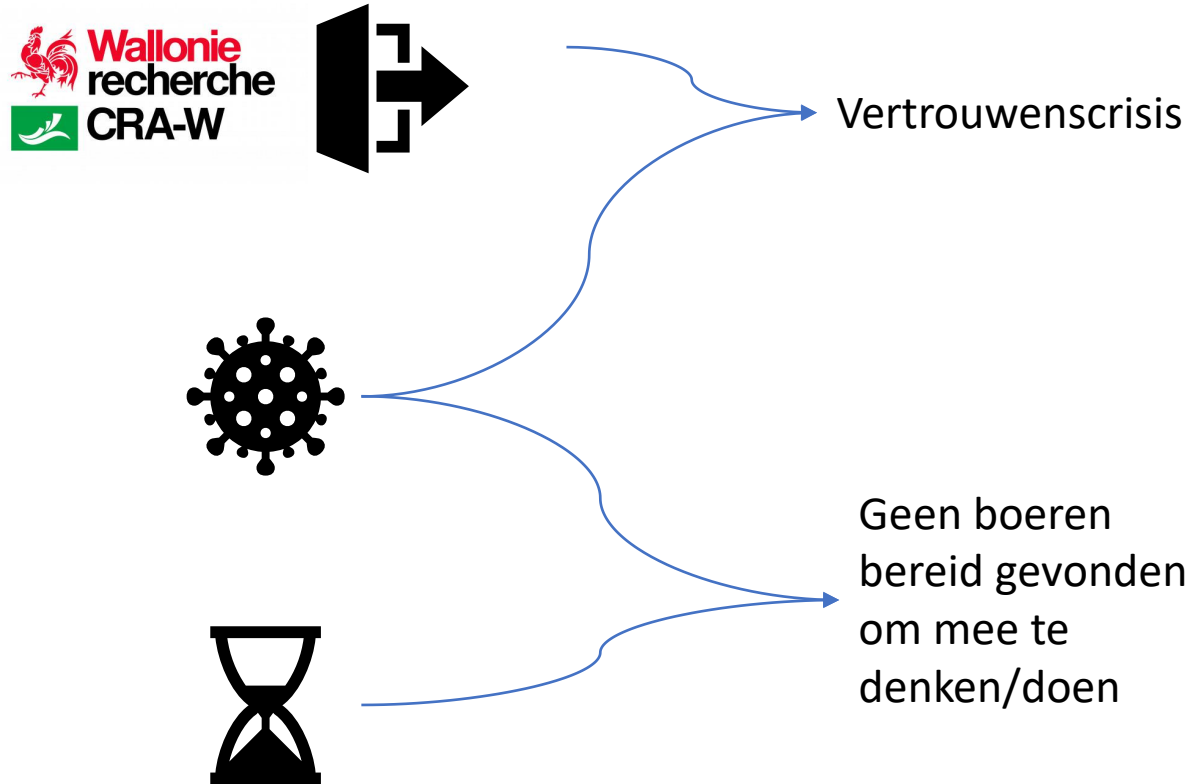 Wallonie
recherche
CRA-W
Vertrouwenscrisis
Geen boeren
bereid gevonden
om mee te
denken/doen